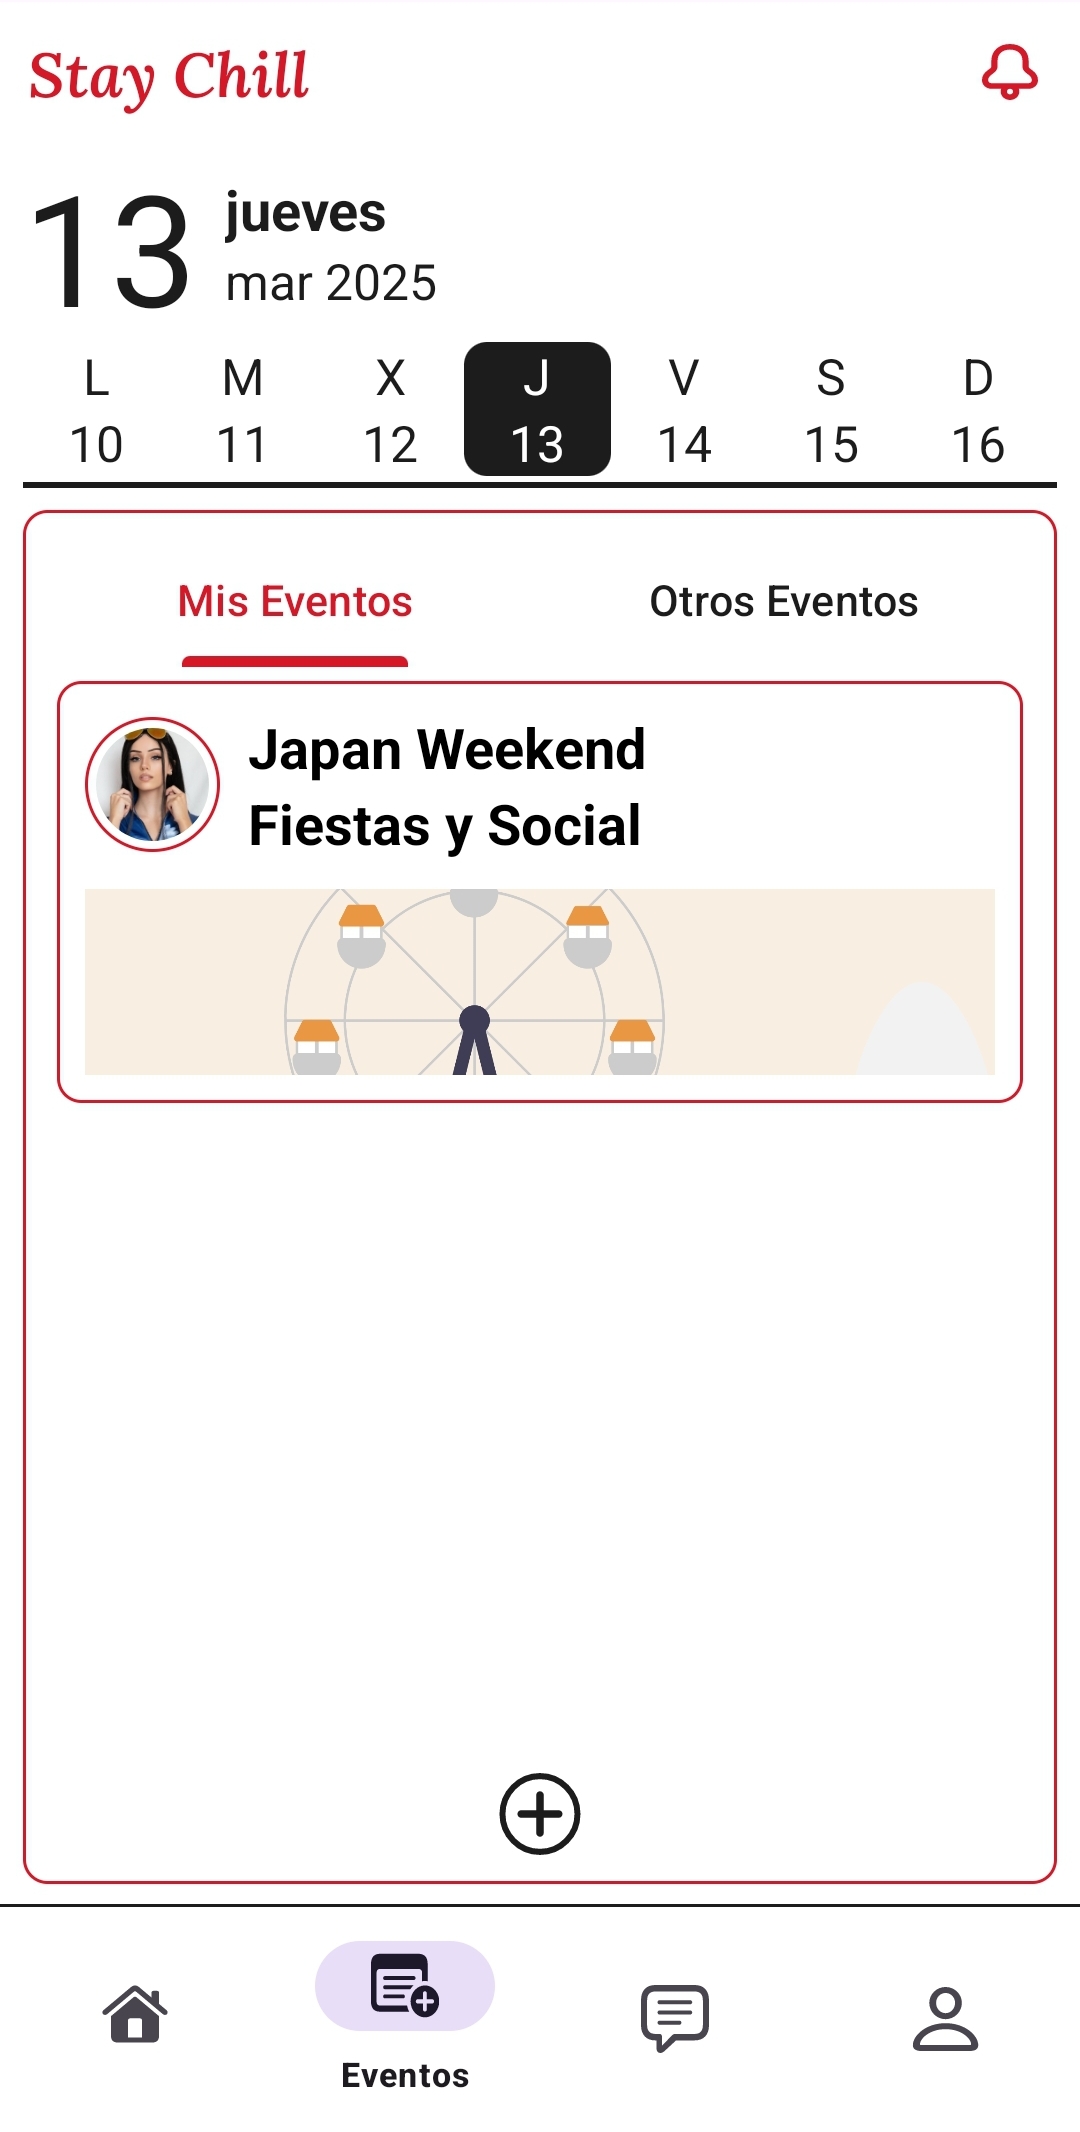 Stay Chill
13
jueves
mar 2025
L M X J V S D
10 11 12 13 14 15 16
Mis Eventos Otros Eventos
Japan Weekend
Fiestas y Social
Eventos